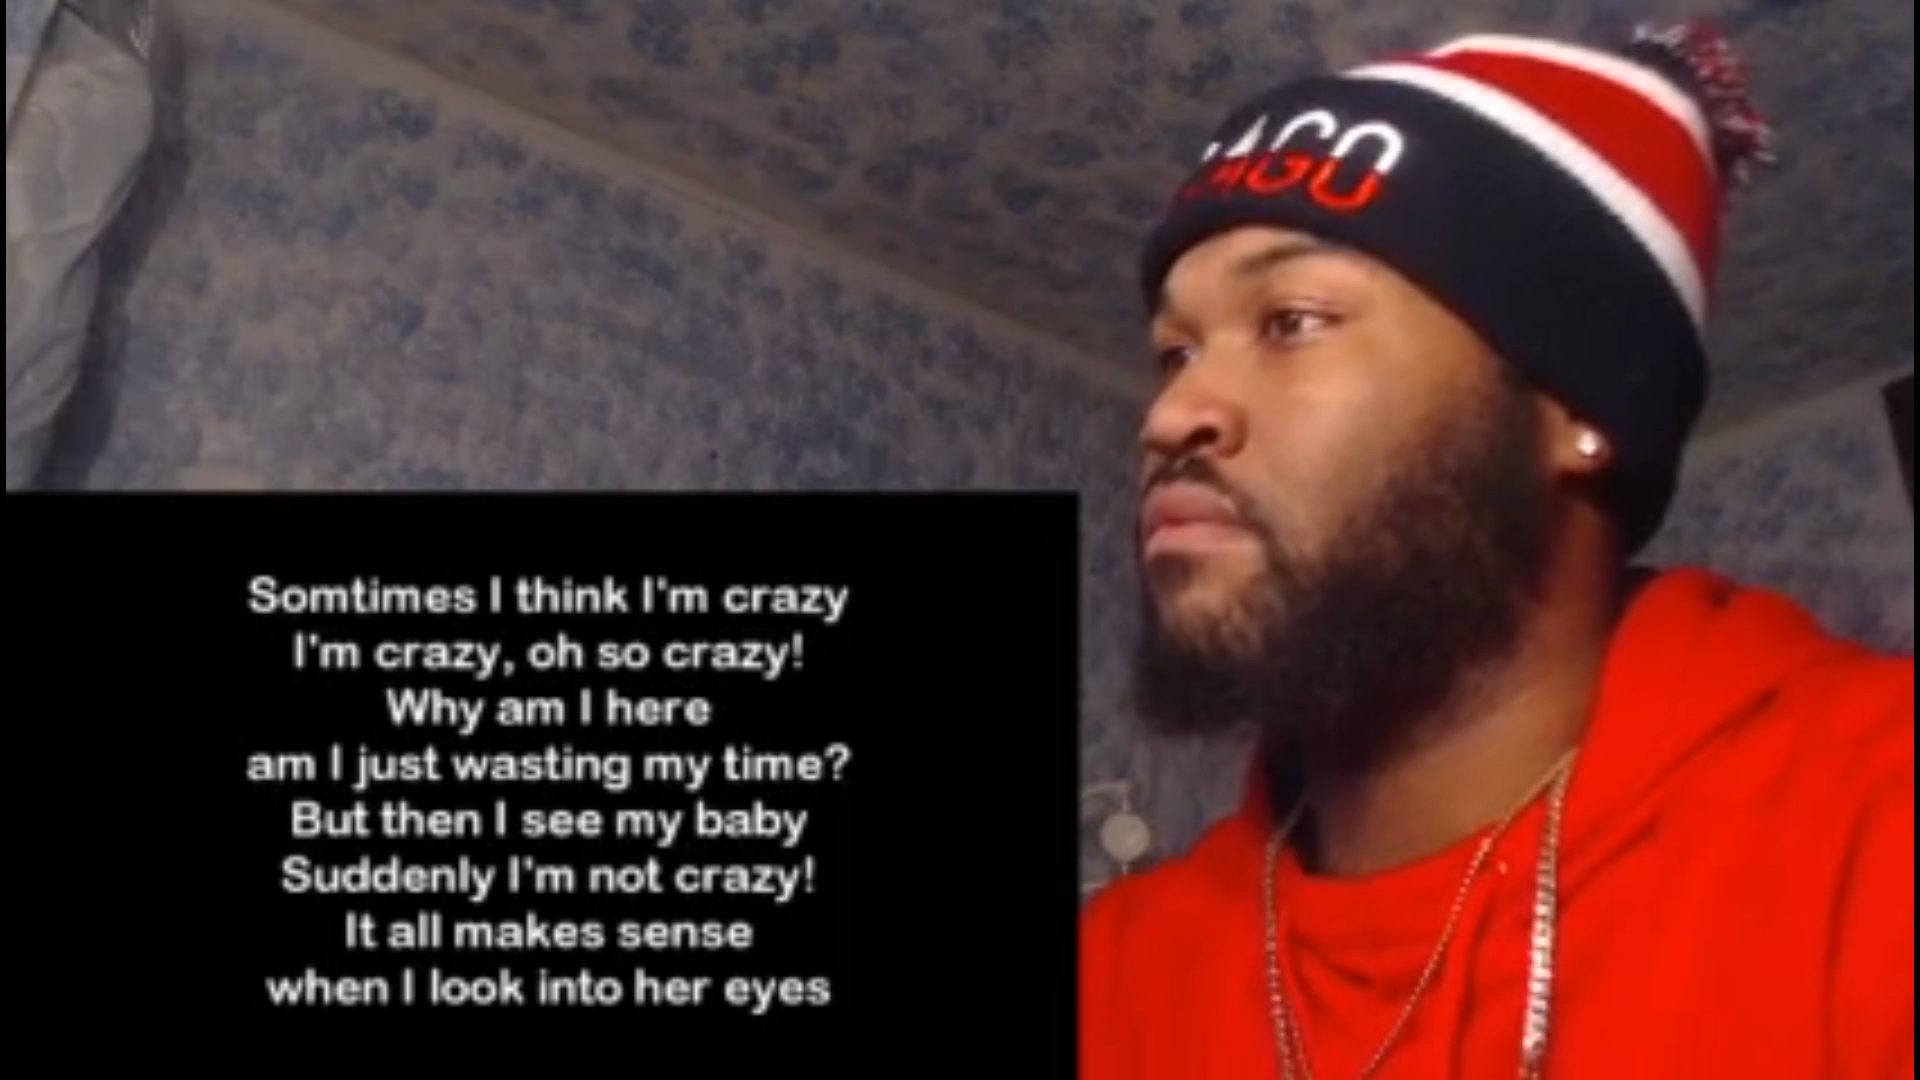 AGO
Somtimes I think I'm crazy
I'm crazy, oh so crazy!
Why am I here
am I just wasting my time?
But then I see my baby
Suddenly I'm not crazy!
It all makes sense
when I look into her eyes